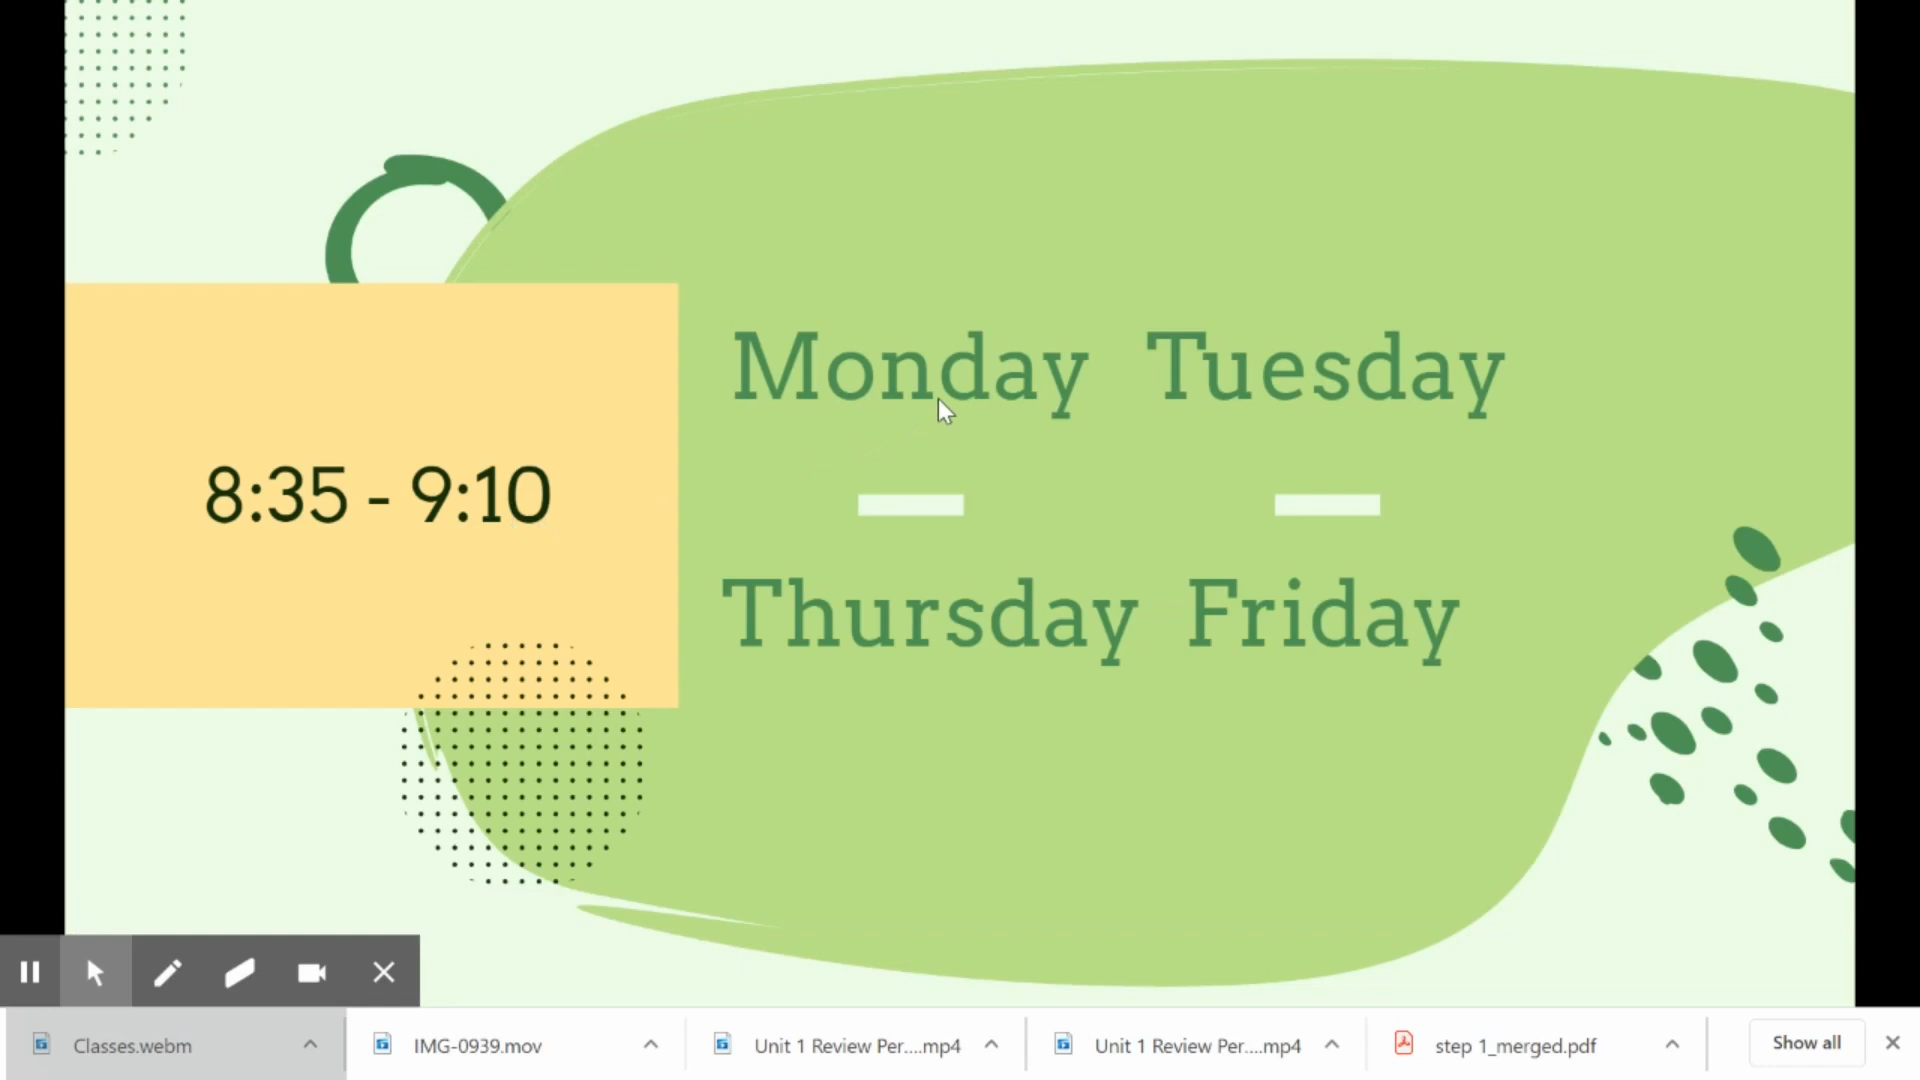 Monday Tuesday
8:35 - 9:10
Thursday Friday
Classes.webm
IMG-0939.mov
Unit 1 Review Per....mp4
Unit 1 Review Per....mp4
step 1_merged.pdf
Show all